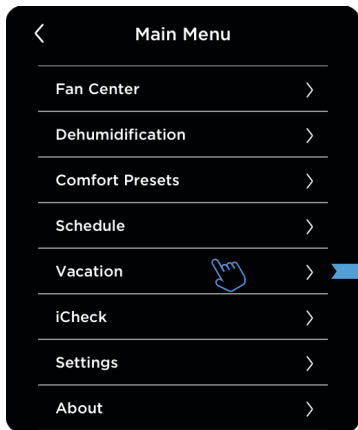 Main Menu
Fan Center
Dehumidification
Comfort Presets
Schedule
Vacation
iCheck
Settings
About